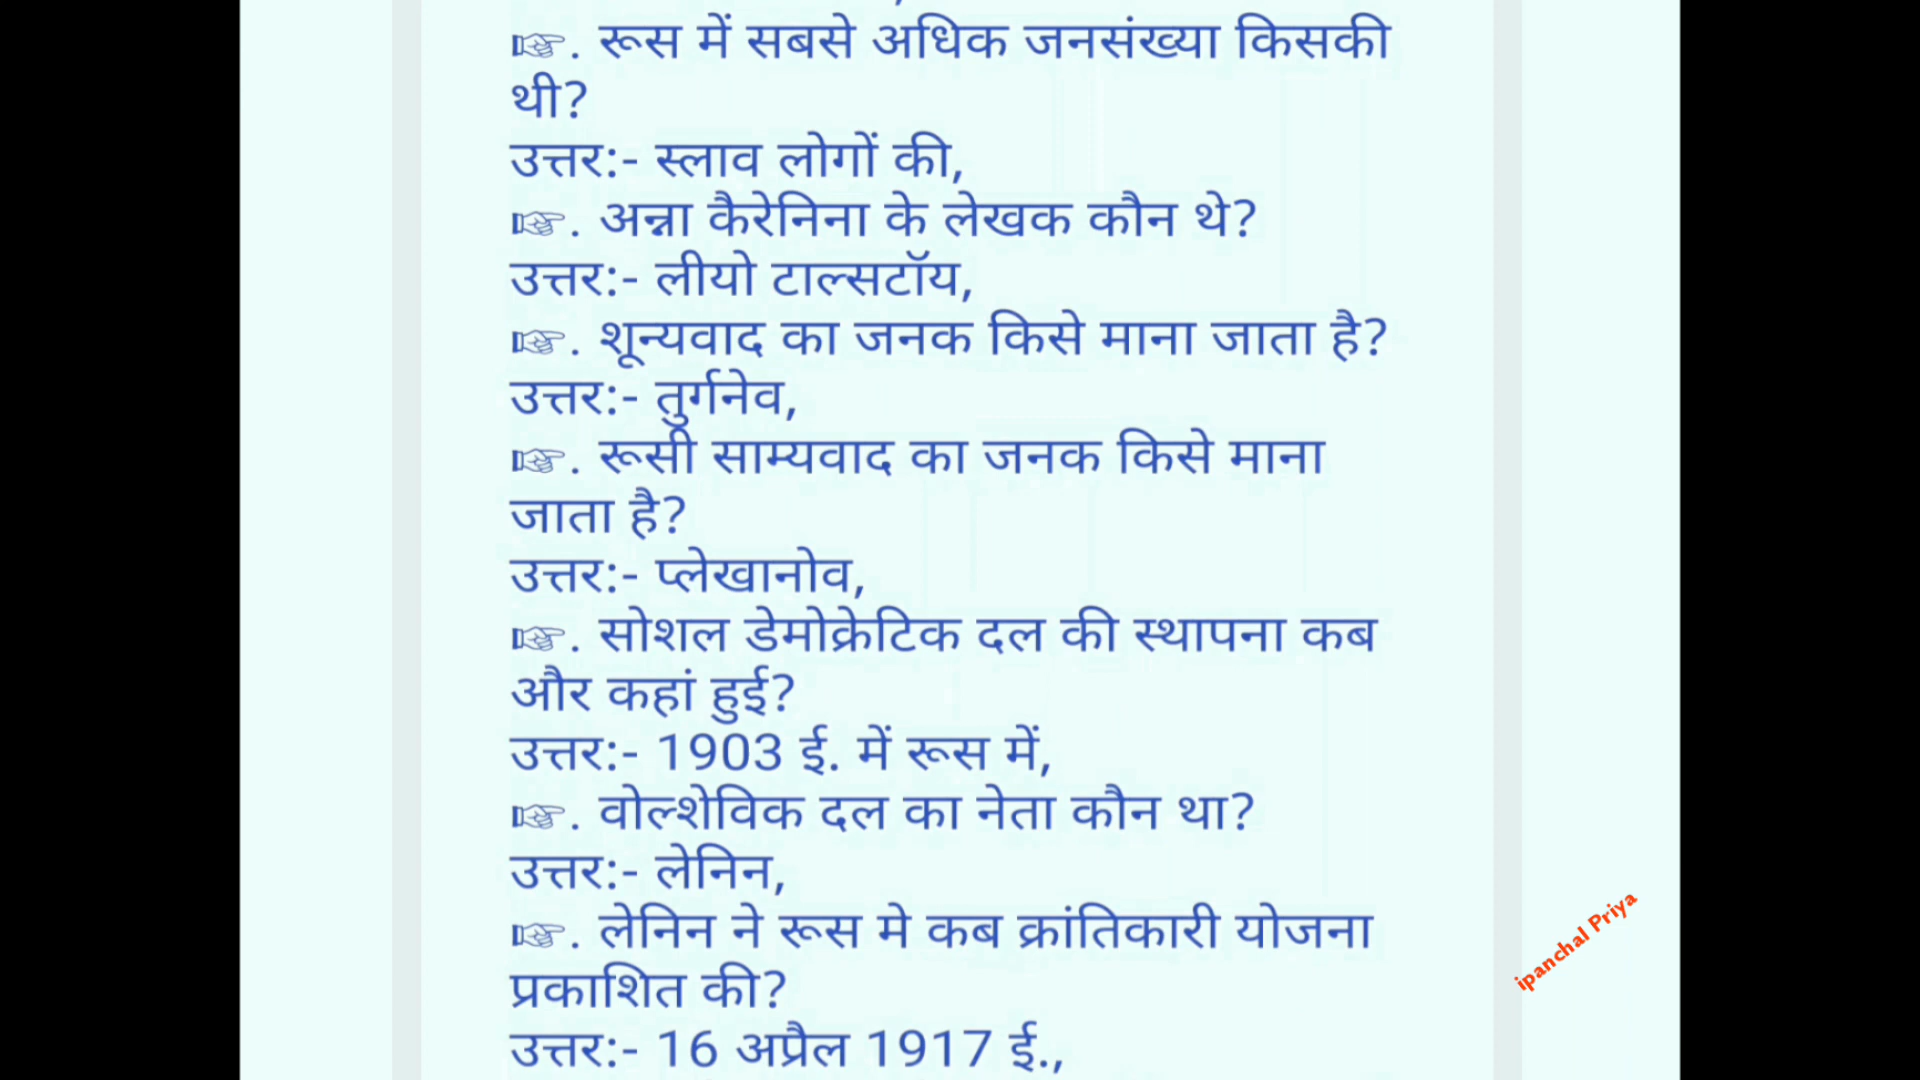 ☞. रूस में सबसे अधिक जनसंख्या किसकी
थी?
उत्तर:- स्लाव लोगों की,
☞. अन्ना कैरेनिना के लेखक कौन थे?
उत्तर:- लीयो टाल्सटॉय,
☞. शून्यवाद का जनक किसे माना जाता है?
उत्तर:- तुर्गनेव,
☞. रूसी साम्यवाद का जनक किसे माना
जाता है?
उत्तर:- प्लेखानोव,
☞. सोशल डेमोक्रेटिक दल की स्थापना कब
और कहां हुई?
उत्तर:- 1903 ई. में रूस में,
☞. वोल्शेविक दल का नेता कौन था?
उत्तर:- लेनिन,
☞. लेनिन ने रूस मे कब क्रांतिकारी योजना
प्रकाशित की?
उत्तर:- 16 अप्रैल 1917 ई.,
ipanchal Priya